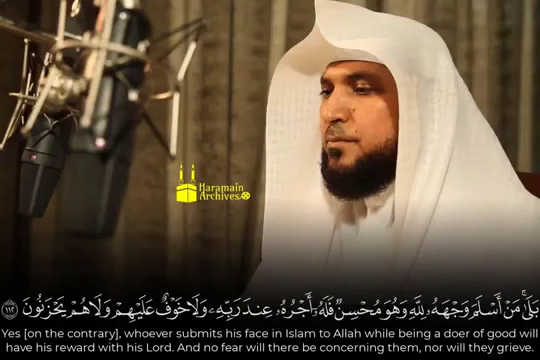 Haramain
Archives
بَلَىٰ مَنْ أَسْلَمَ وَجْهَهُ لِلَّهِ وَهُوَ مُحْسِنٌ فَلَهُ أَجْرُهُ عِندَ رَبِّهِ وَلَا خَوْفٌ عَلَيْهِمْ وَلَا هُمْ يَحْزَنُونَ ١١٢
Yes [on the contrary], whoever submits his face in Islam to Allah while being a doer of good will
have his reward with his Lord. And no fear will there be concerning them, nor will they grieve.